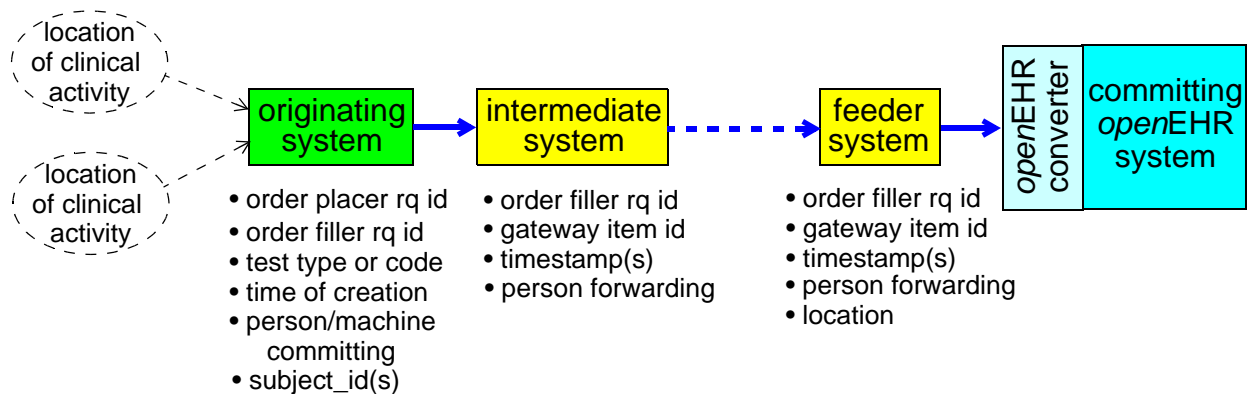 location
of clinical
activity
location
of clinical
activity
originating
system
• order placer rq id
• order filler rq id
• test type or code
• time of creation
• person/machine
committing
• subject_id(s)
intermediate
system
• order filler rq id
• gateway item id
• timestamp(s)
• person forwarding
feeder
system
• order filler rq id
• gateway item id
• timestamp(s)
• person forwarding
• location
openEHR
converter
committing
openEHR
system